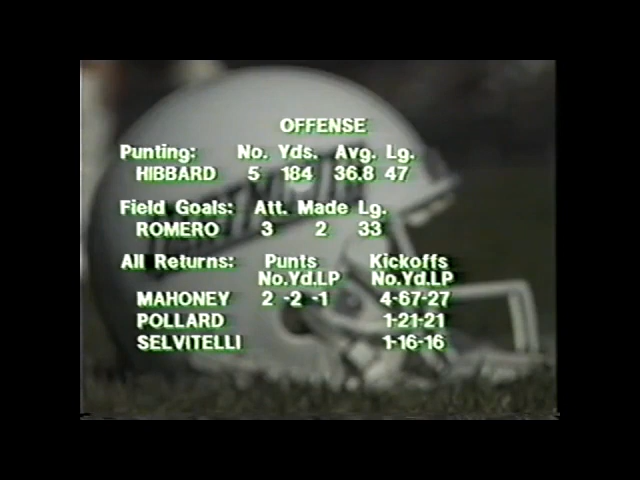 OFFENSE
Punting: No. Yds. Avg. Lg.
HIBBARD 5 184 36.8 47
Field Goals: Att. Made Lg.
ROMERO 3 2 33
All Returns: Punts Kickoffs
No.Yd.LP No.Yd.LP
MAHONEY 2 -2 -1 4-67-27
POLLARD 1-21-21
SELVITELLI 1-16-16